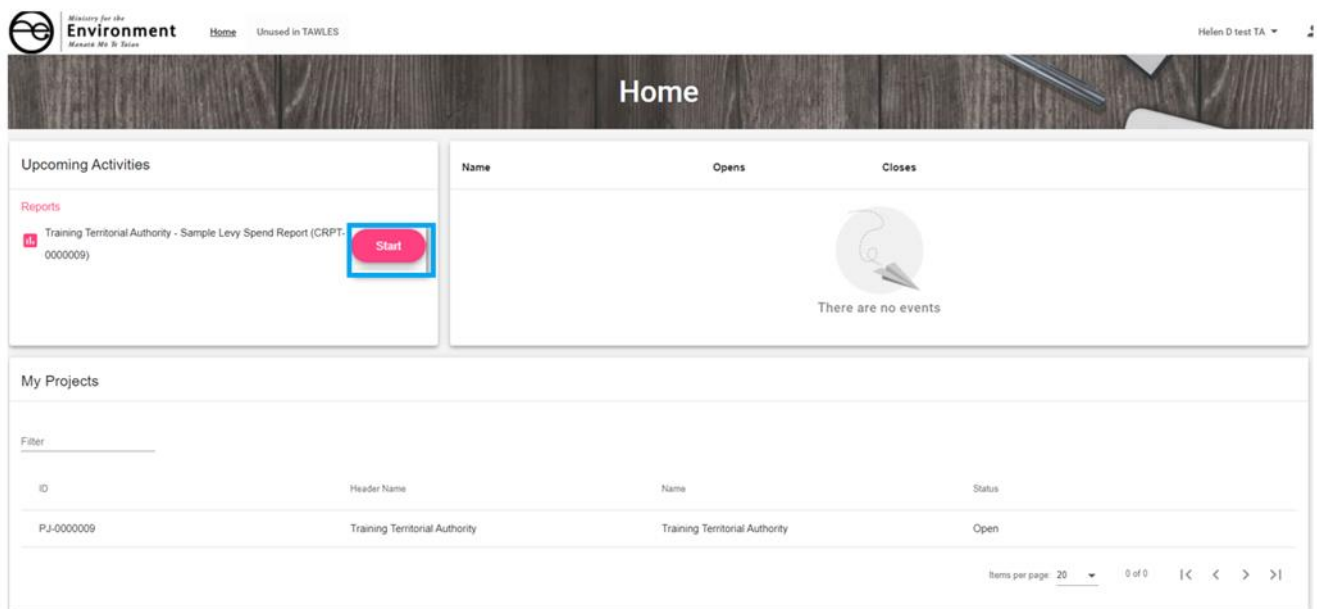 Ministry for the
Environment
Manatū Mō Te Taiao
Home Unused in TAWLES
Helen D test TA
Home
Upcoming Activities
Reports
Training Territorial Authority - Sample Levy Spend Report (CRPT-
0000009)
Start
Name Opens Closes
There are no events
My Projects
Filter
ID Header Name Name Status
PJ-0000009 Training Territorial Authority Training Territorial Authority Open
Items per page: 20 0 of 0